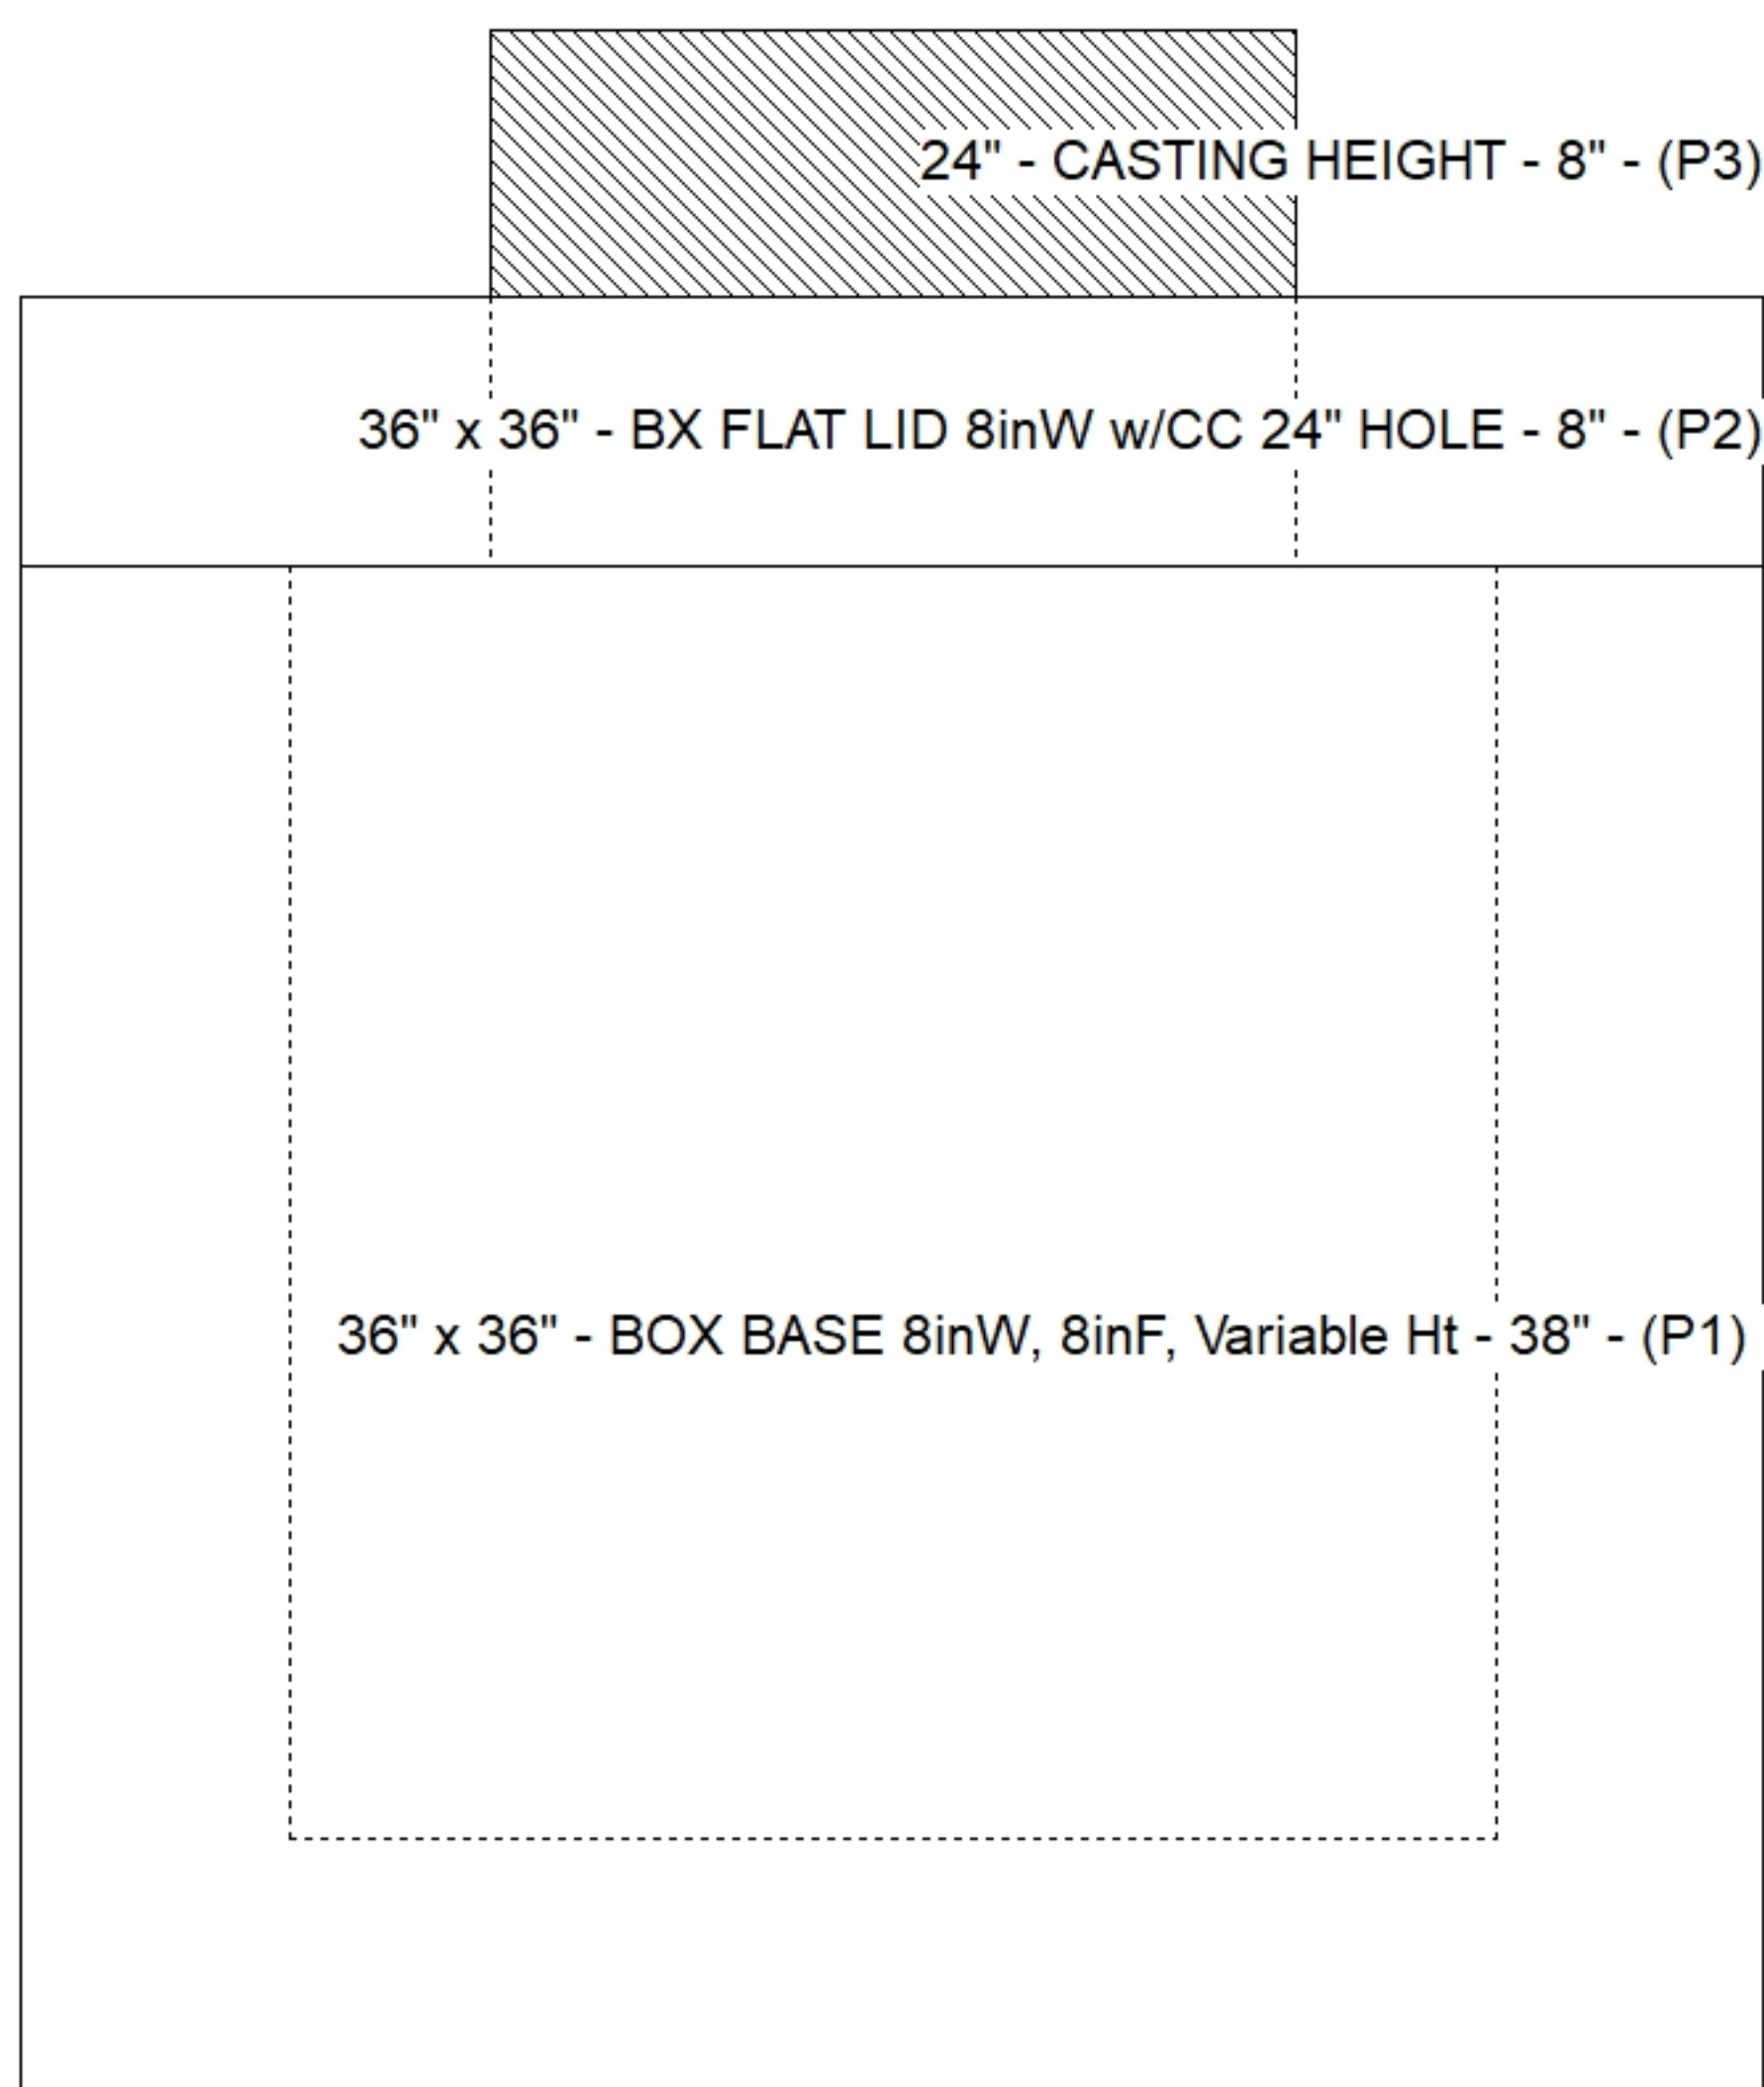 24" - CASTING HEIGHT - 8" - (P3)
36" x 36" - BX FLAT LID 8inW w/CC 24" HOLE - 8" - (P2)
36" x 36" - BOX BASE 8inW, 8inF, Variable Ht - 38" - (P1)